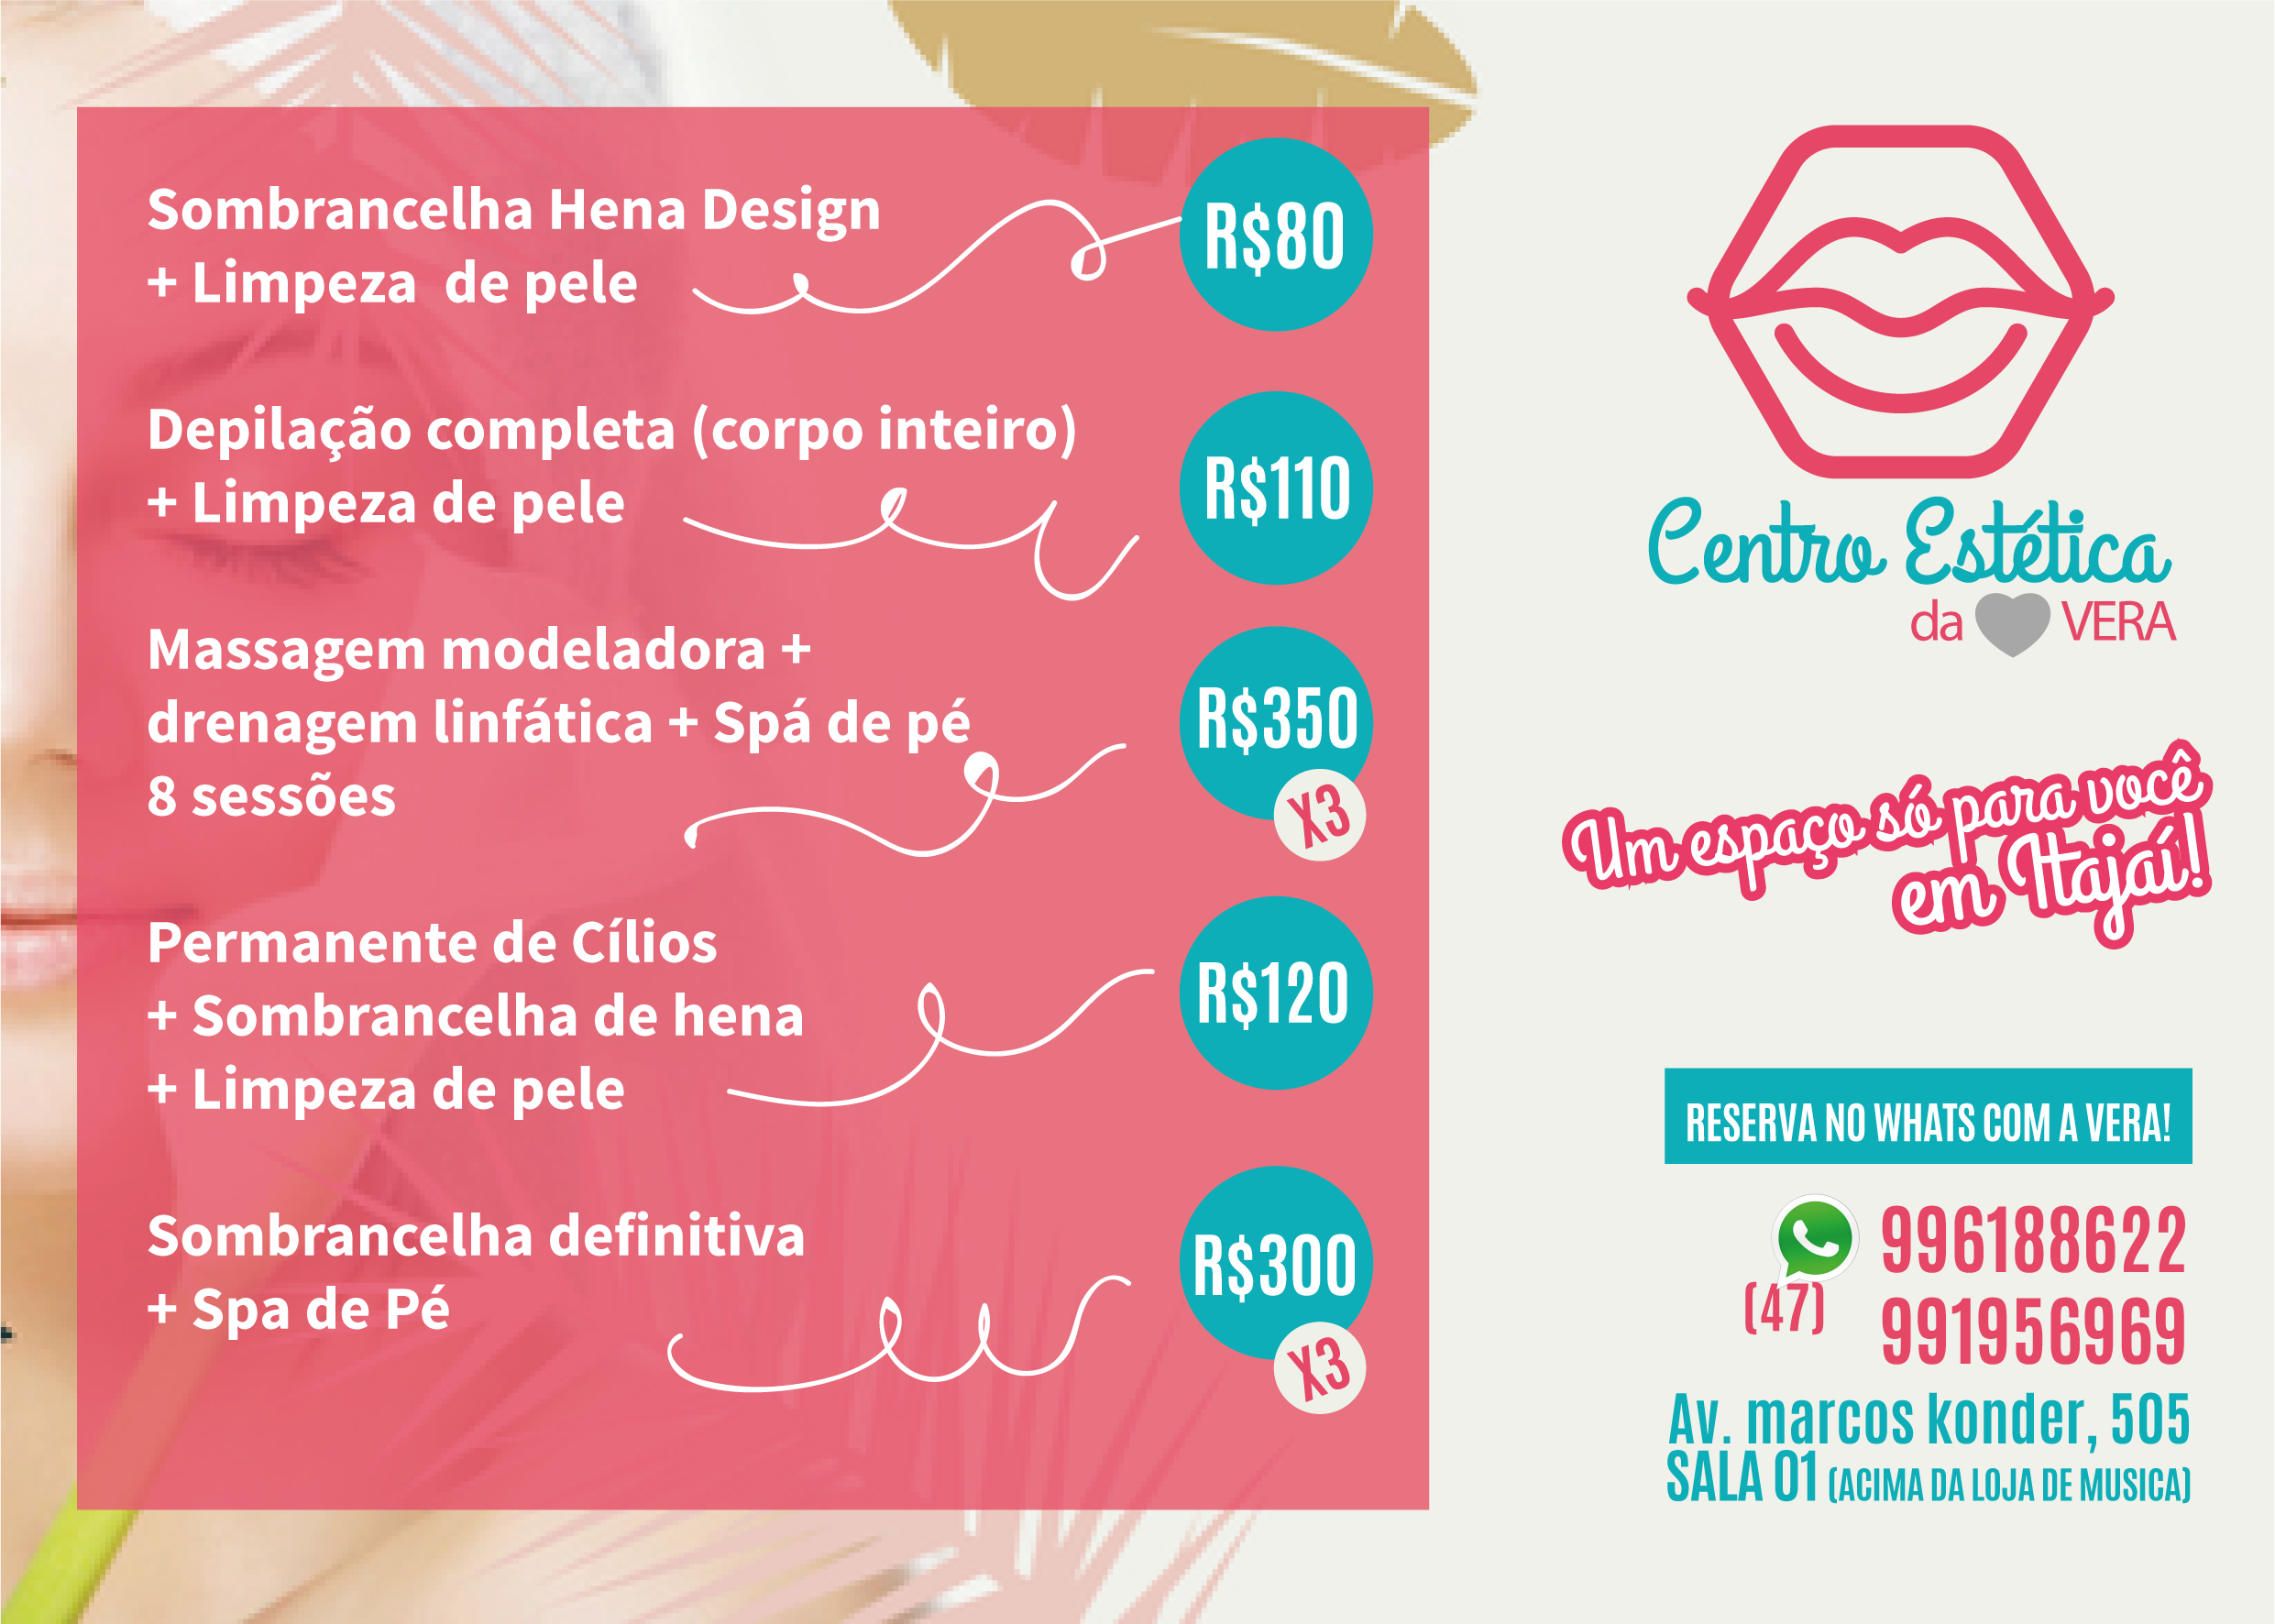 Sombrancelha Hena Design
+ Limpeza de pele
R$80
Depilação completa (corpo inteiro)
+ Limpeza de pele
R$110
Massagem modeladora +
drenagem linfática + Spá de pé
8 sessões
R$350
X3
Permanente de Cílios
+ Sombrancelha de hena
+ Limpeza de pele
R$120
Sombrancelha definitiva
+ Spa de Pé
R$300
X3
Centro Estética
da VERA
Um espaço só para você
em Itajaí!
RESERVA NO WHATS COM A VERA!
996188622
(47)
991956969
Av. marcos konder, 505
SALA 01 (ACIMA DA LOJA DE MUSICA)